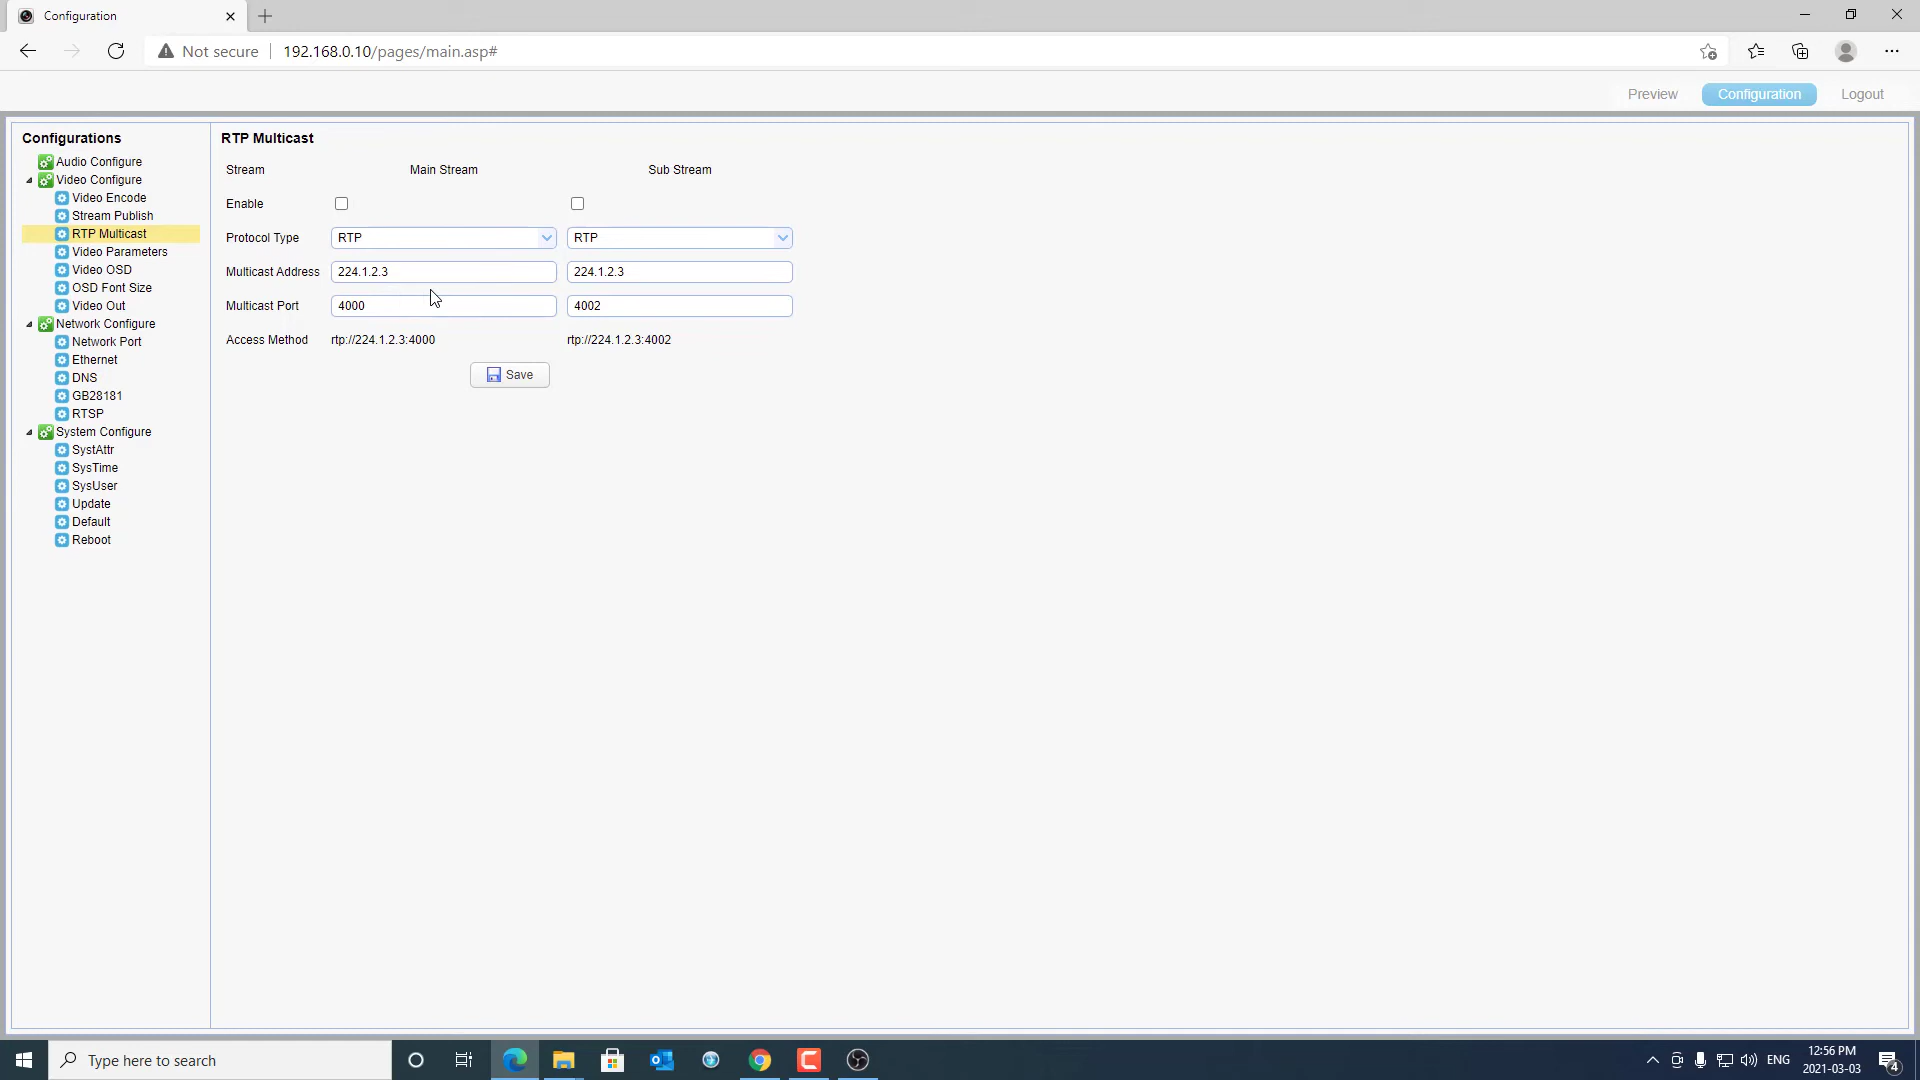 Configuration
Not secure 192.168.0.10/pages/main.asp#
Preview Configuration Logout
Configurations
Audio Configure
Video Configure
Video Encode
Stream Publish
RTP Multicast
Video Parameters
Video OSD
OSD Font Size
Video Out
Network Configure
Network Port
Ethernet
DNS
GB28181
RTSP
System Configure
SystAttr
SysTime
SysUser
Update
Default
Reboot
RTP Multicast
Stream Main Stream Sub Stream
Enable
Protocol Type RTP RTP
Multicast Address 224.1.2.3 224.1.2.3
Multicast Port 4000 4002
Access Method rtp://224.1.2.3:4000 rtp://224.1.2.3:4002
Save
Type here to search
ENG
12:56 PM
2021-03-03
4